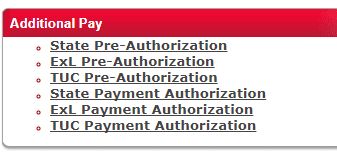 Additional Pay
State Pre-Authorization
ExL Pre-Authorization
TUC Pre-Authorization
State Payment Authorization
ExL Payment Authorization
TUC Payment Authorization